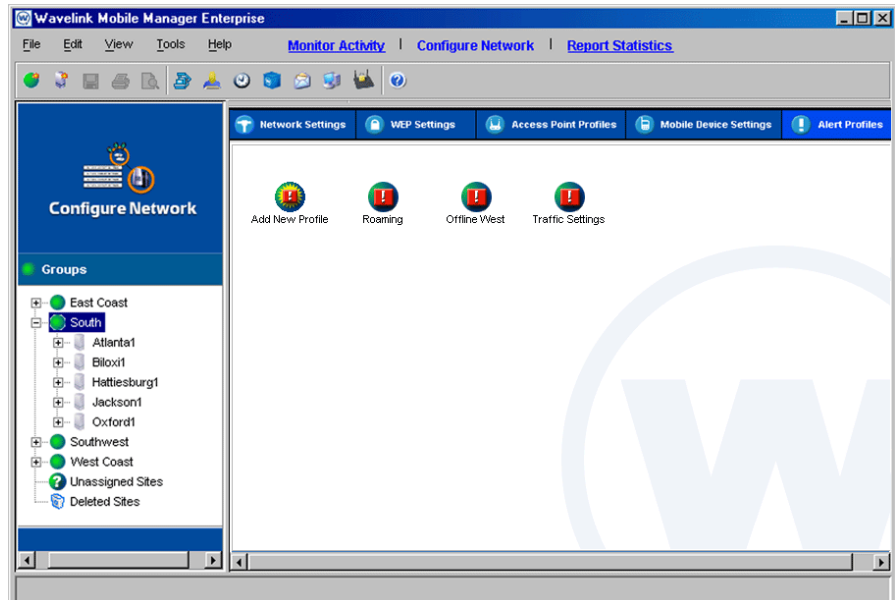 Wavelink Mobile Manager Enterprise
File Edit View Tools Help Monitor Activity | Configure Network | Report Statistics
Network Settings WEP Settings Access Point Profiles Mobile Device Settings Alert Profiles
Configure Network
Add New Profile Roaming Offline West Traffic Settings
Groups
East Coast
South
Atlanta1
Biloxi1
Hattiesburg1
Jackson1
Oxford1
Southwest
West Coast
Unassigned Sites
Deleted Sites